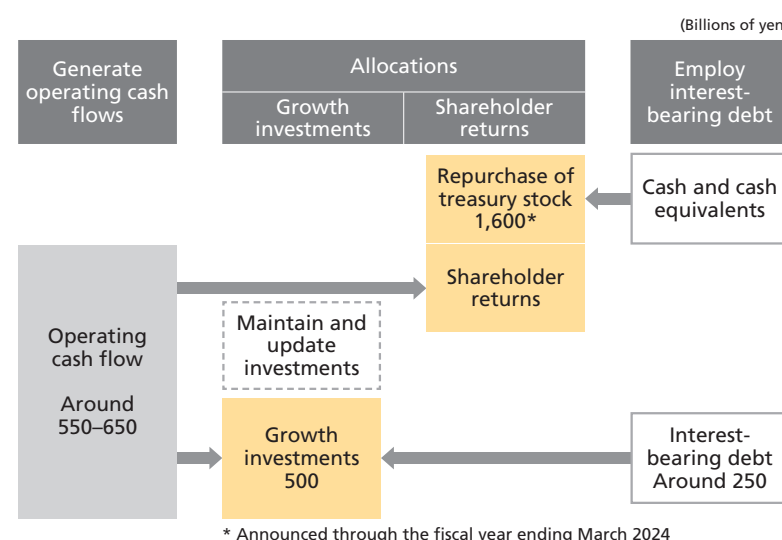 (Billions of yen
Generate
operating cash
flows
Allocations
Growth
investments
Shareholder
returns
Employ
interest-
bearing debt
Repurchase of
treasury stock
1,600*
Cash and cash
equivalents
Shareholder
returns
Operating
cash flow
Around
550–650
Maintain and
update
investments
Growth
investments
500
Interest-
bearing debt
Around 250
* Announced through the fiscal year ending March 2024